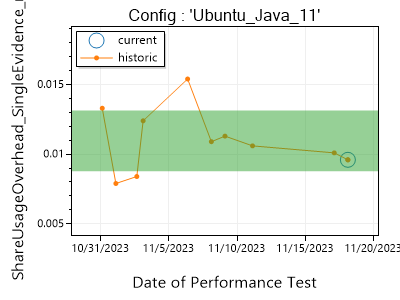 Config : 'Ubuntu_Java_11'
current
historic
ShareUsageOverhead_SingleEvidence_
0.015
0.01
0.005
10/31/2023 11/5/2023 11/10/2023 11/15/2023 11/20/2023
Date of Performance Test